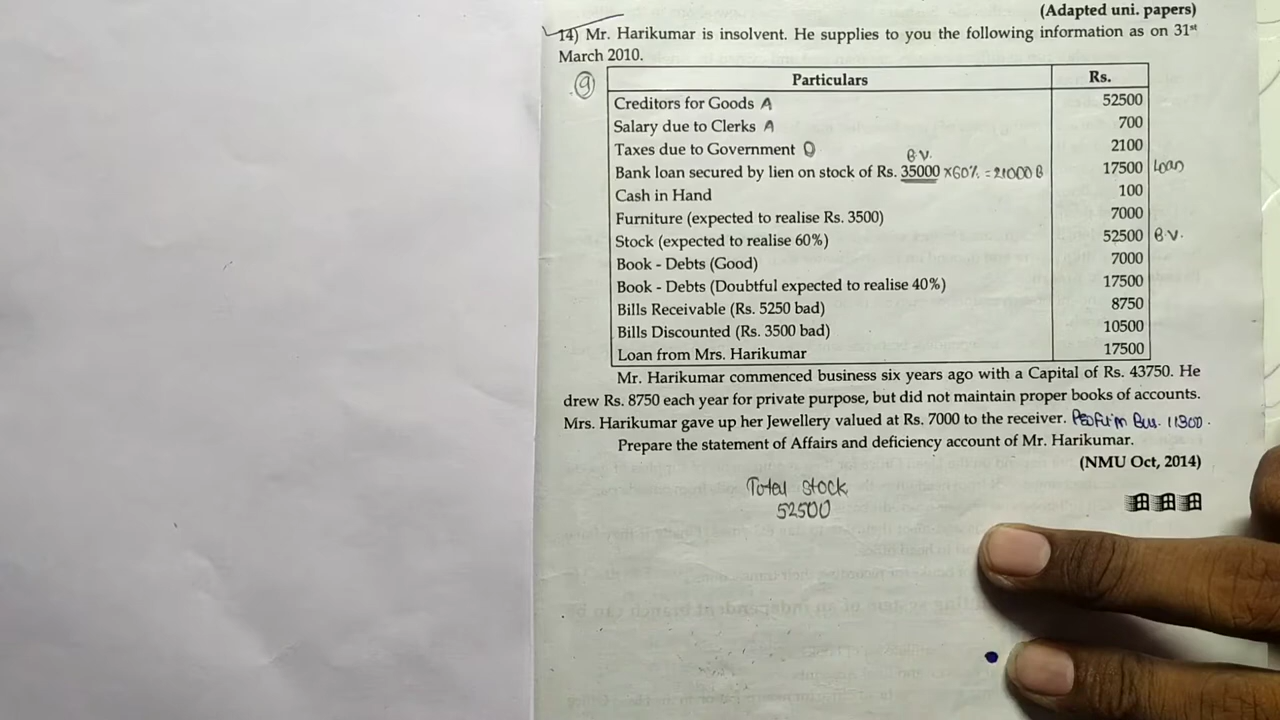 (Adapted uni. papers)
14) Mr. Harikumar is insolvent. He supplies to you the following information as on 31st
March 2010.
9
Particulars Rs.
Creditors for Goods A 52500
Salary due to Clerks A 700
Taxes due to Government D 2100
B.V.
Bank loan secured by lien on stock of Rs. 35000 ×60% = 21000 B 17500 Loan
Cash in Hand 100
Furniture (expected to realise Rs. 3500) 7000
Stock (expected to realise 60%) 52500 B.V.
Book - Debts (Good) 7000
Book - Debts (Doubtful expected to realise 40%) 17500
Bills Receivable (Rs. 5250 bad) 8750
Bills Discounted (Rs. 3500 bad) 10500
Loan from Mrs. Harikumar 17500
Mr. Harikumar commenced business six years ago with a Capital of Rs. 43750. He
drew Rs. 8750 each year for private purpose, but did not maintain proper books of accounts.
Mrs. Harikumar gave up her Jewellery valued at Rs. 7000 to the receiver. Profit in Bus. 11300.
Prepare the statement of Affairs and deficiency account of Mr. Harikumar.
(NMU Oct, 2014)
Total stock
52500